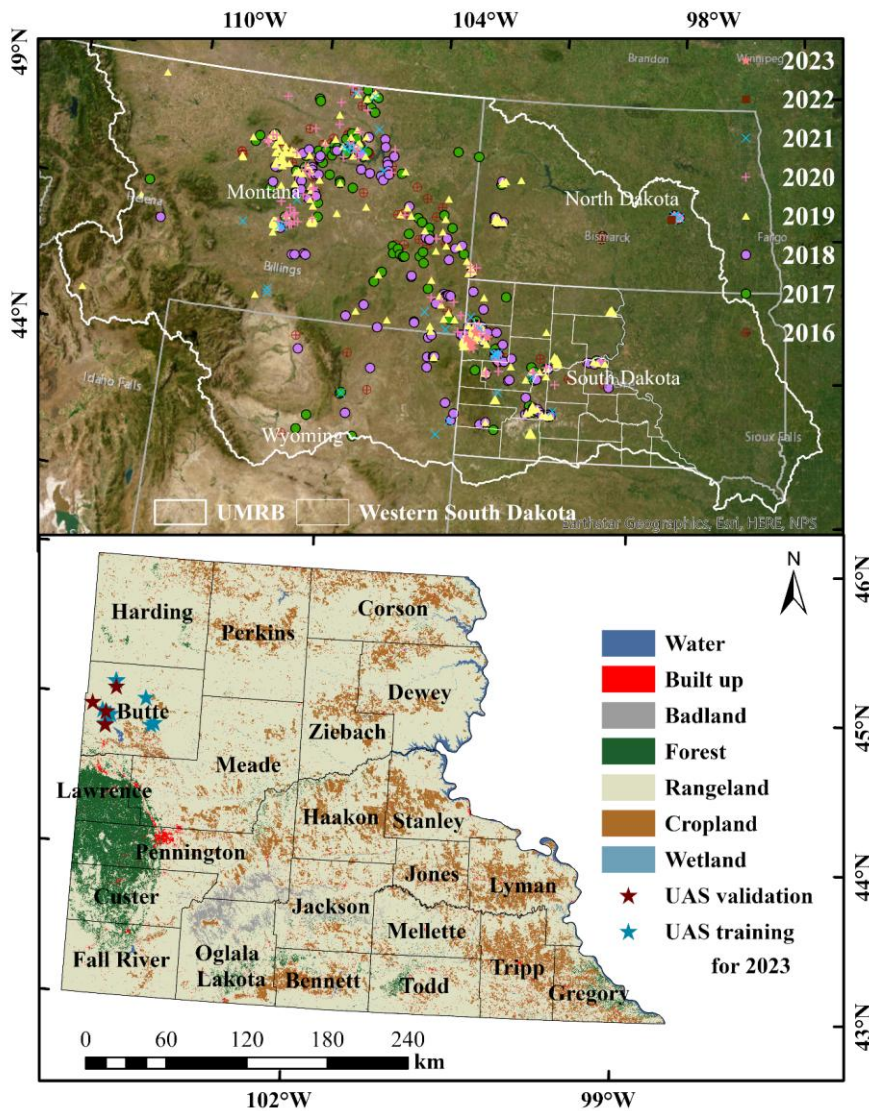 110°W 104°W 98°W
49°N
Brandon Winnipeg
2023
2022
2021
2020
Montana North Dakota 2019
Helena
Bismarck Fargo
2018
Billings
2017
44°N
2016
Idaho Falls South Dakota
Wyoming Sioux Falls
UMRB Western South Dakota
Earthstar Geographics, Esri, HERE, NPS
46°N
N
Harding Corson
Perkins
Water
Built up
Dewey
Butte Badland
Ziebach
45°N
Forest
Meade
Lawrence Rangeland
Haakon Stanley
Cropland
Pennington
Wetland
Jones
Lyman 44°N
Custer UAS validation
Jackson
Mellette UAS training
Fall River Oglala
Lakota Tripp for 2023
Bennett Todd Gregory
43°N
0 60 120 180 240
km
102°W 99°W